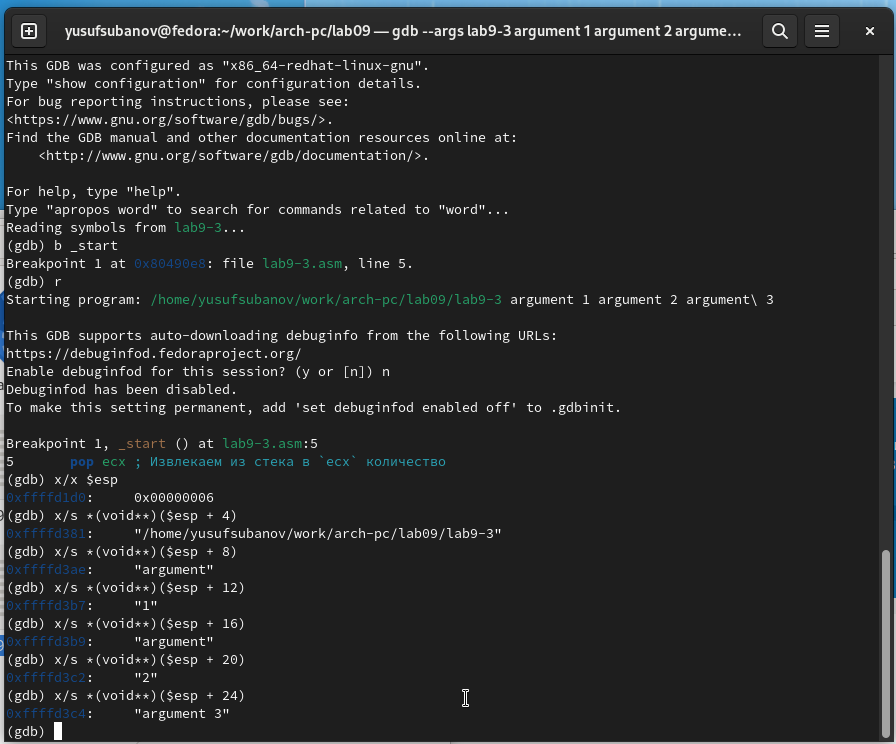 yusufsubanov@fedora:~/work/arch-pc/lab09 — gdb --args lab9-3 argument 1 argument 2 argume...
This GDB was configured as "x86_64-redhat-linux-gnu".
Type "show configuration" for configuration details.
For bug reporting instructions, please see:
<https://www.gnu.org/software/gdb/bugs/>.
Find the GDB manual and other documentation resources online at:
    <http://www.gnu.org/software/gdb/documentation/>.
For help, type "help".
Type "apropos word" to search for commands related to "word"...
Reading symbols from lab9-3...
(gdb) b _start
Breakpoint 1 at 0x80490e8: file lab9-3.asm, line 5.
(gdb) r
Starting program: /home/yusufsubanov/work/arch-pc/lab09/lab9-3 argument 1 argument 2 argument\ 3
This GDB supports auto-downloading debuginfo from the following URLs:
https://debuginfod.fedoraproject.org/
Enable debuginfod for this session? (y or [n]) n
Debuginfod has been disabled.
To make this setting permanent, add 'set debuginfod enabled off' to .gdbinit.
Breakpoint 1, _start () at lab9-3.asm:5
5       pop ecx ; Извлекаем из стека в `ecx` количество
(gdb) x/x $esp
0xffffd1d0:     0x00000006
(gdb) x/s *(void**)($esp + 4)
0xffffd381:     "/home/yusufsubanov/work/arch-pc/lab09/lab9-3"
(gdb) x/s *(void**)($esp + 8)
0xffffd3ae:     "argument"
(gdb) x/s *(void**)($esp + 12)
0xffffd3b7:     "1"
(gdb) x/s *(void**)($esp + 16)
0xffffd3b9:     "argument"
(gdb) x/s *(void**)($esp + 20)
0xffffd3c2:     "2"
(gdb) x/s *(void**)($esp + 24)
0xffffd3c4:     "argument 3"
(gdb)